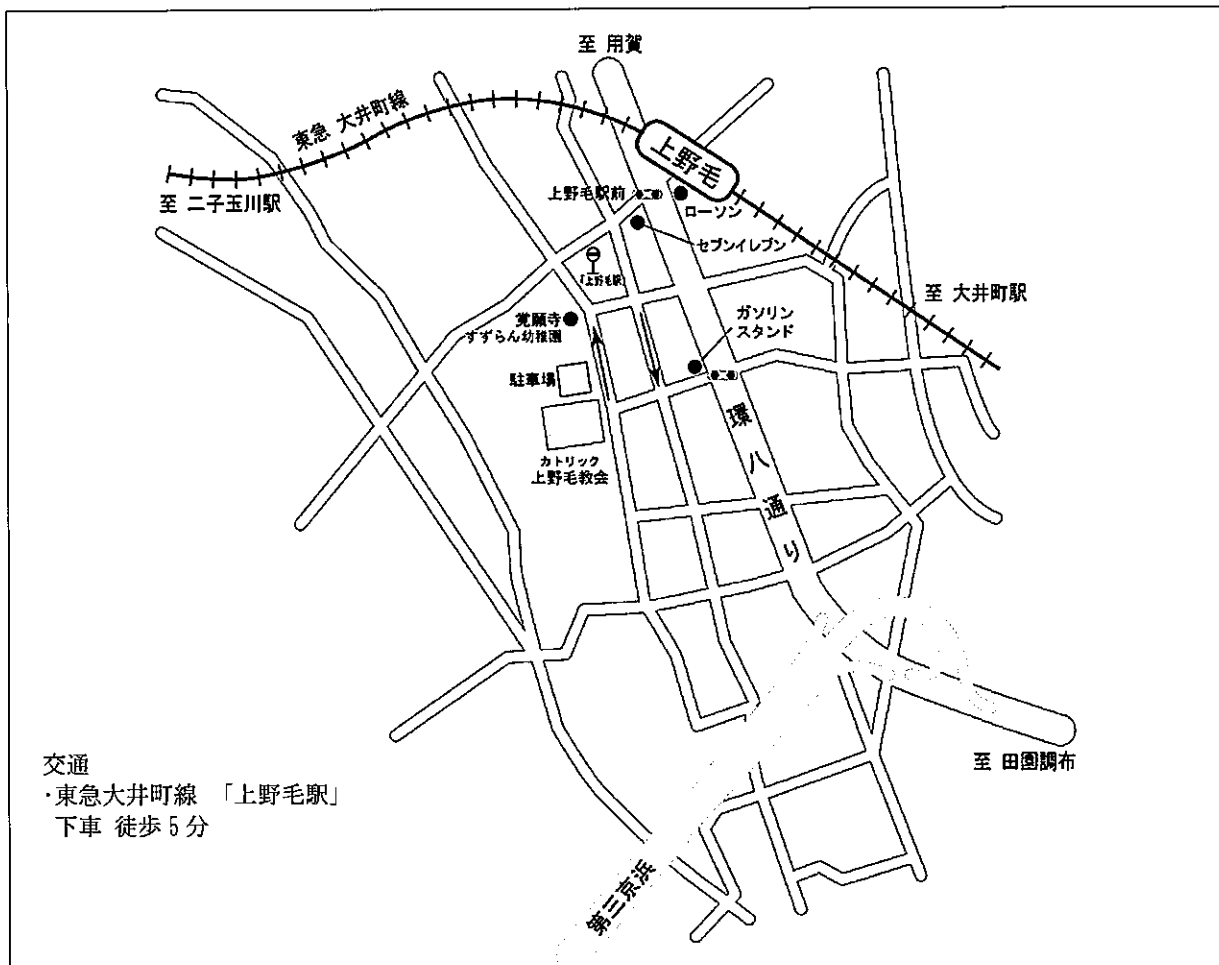 至 用賀
東急 大井町線
上野毛
至 二子玉川駅
上野毛駅前
ローソン
セブンイレブン
「上野毛駅」
至 大井町駅
ガソリン
スタンド
覚願寺
すずらん幼稚園
駐車場
環八通り
カトリック
上野毛教会
至 田園調布
第三京浜
交通
・東急大井町線 「上野毛駅」
下車 徒歩5分